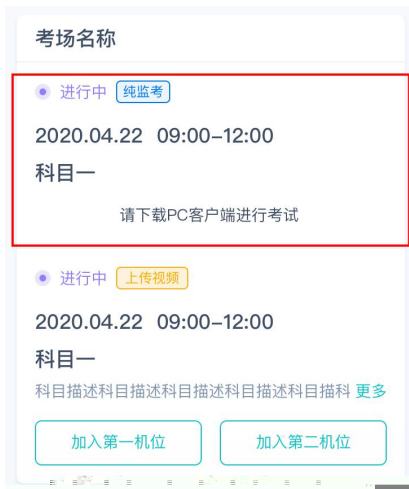 考场名称
进行中 纯监考
2020.04.22 09:00-12:00
科目一
请下载PC客户端进行考试
进行中 上传视频
2020.04.22 09:00-12:00
科目一
科目描述科目描述科目描述科目描述科目描科 更多
加入第一机位 加入第二机位